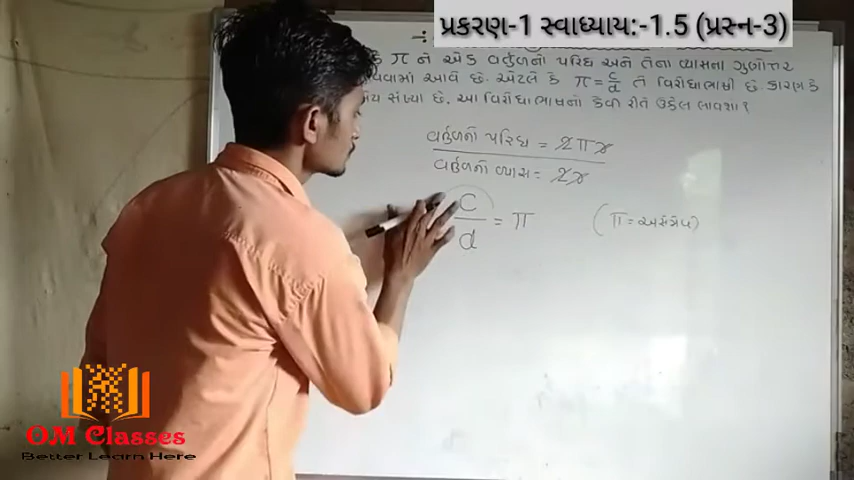 પ્રકરણ-1 સ્વાધ્યાય:-1.5 (પ્રસ્ન-3)
π ને એક વર્તુળનો પરિઘ અને તેના વ્યાસના ગુણોત્તર
વામાં આવે છે. એટલે કે π = c/d તે વિરોધાભાસી છે. કારણ કે
સંખ્યા છે. આ વિરોધાભાસનો કેવી રીતે ઉકેલ લાવશો?
વર્તુળનો પરિઘ = 2πr
વર્તુળનો વ્યાસ = 2r
c/d = π (π = અસંમેય)
OM Classes
Better Learn Here